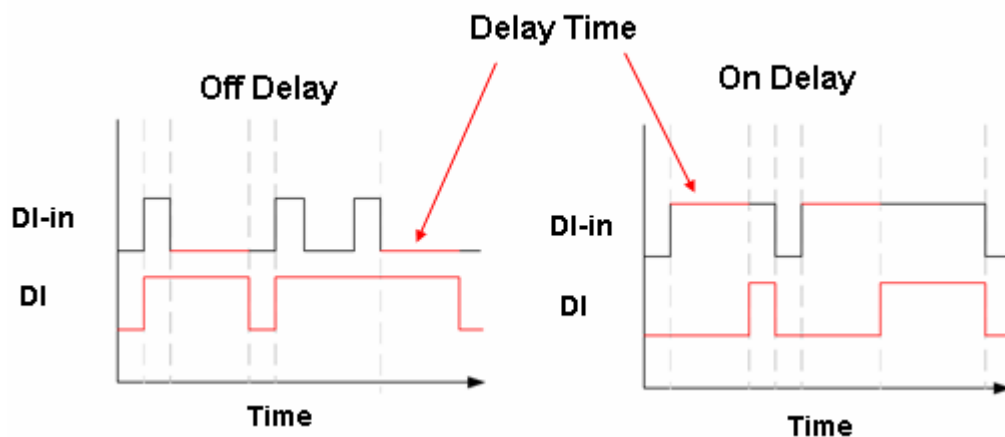 Delay Time
Off Delay
On Delay
DI-in
DI
Time
DI-in
DI
Time